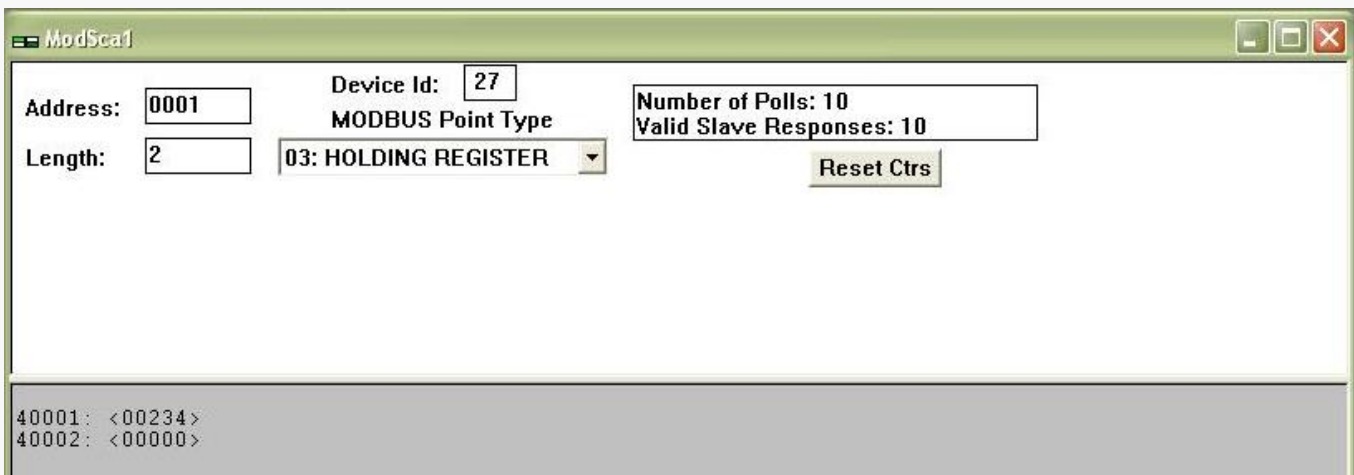 ModSca1
Address: 0001
Device Id: 27
MODBUS Point Type
Length: 2
03: HOLDING REGISTER
Number of Polls: 10
Valid Slave Responses: 10
Reset Ctrs
40001: <00234>
40002: <00000>